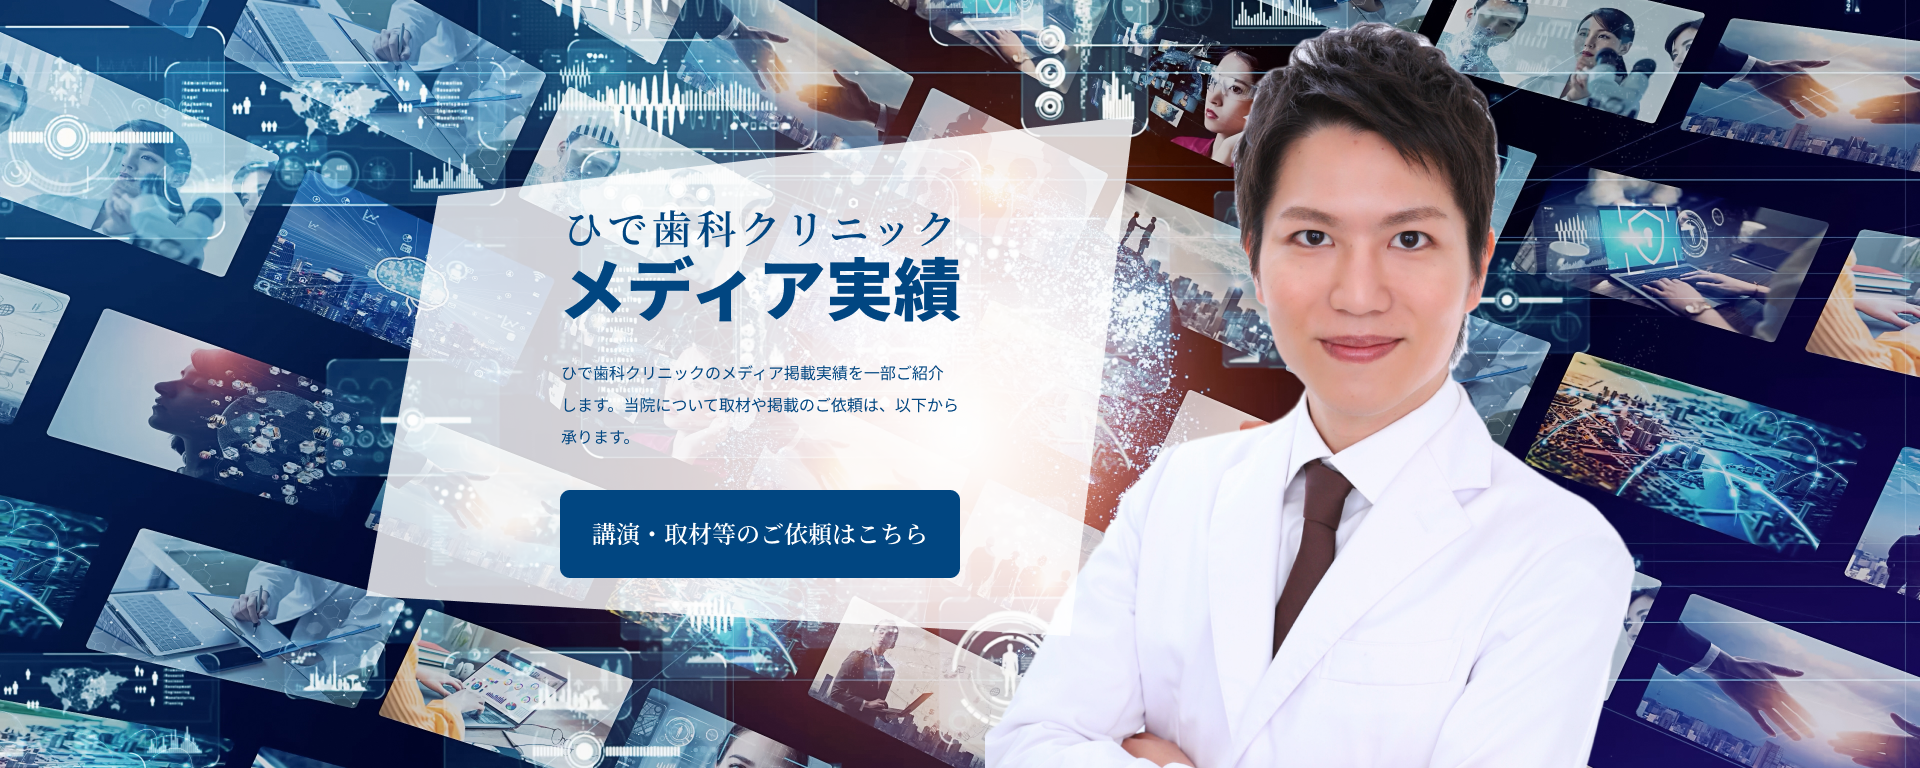 ひで歯科クリニック
メディア実績
ひで歯科クリニックのメディア掲載実績を一部ご紹介
します。当院について取材や掲載のご依頼は、以下から
承ります。
講演・取材等のご依頼はこちら